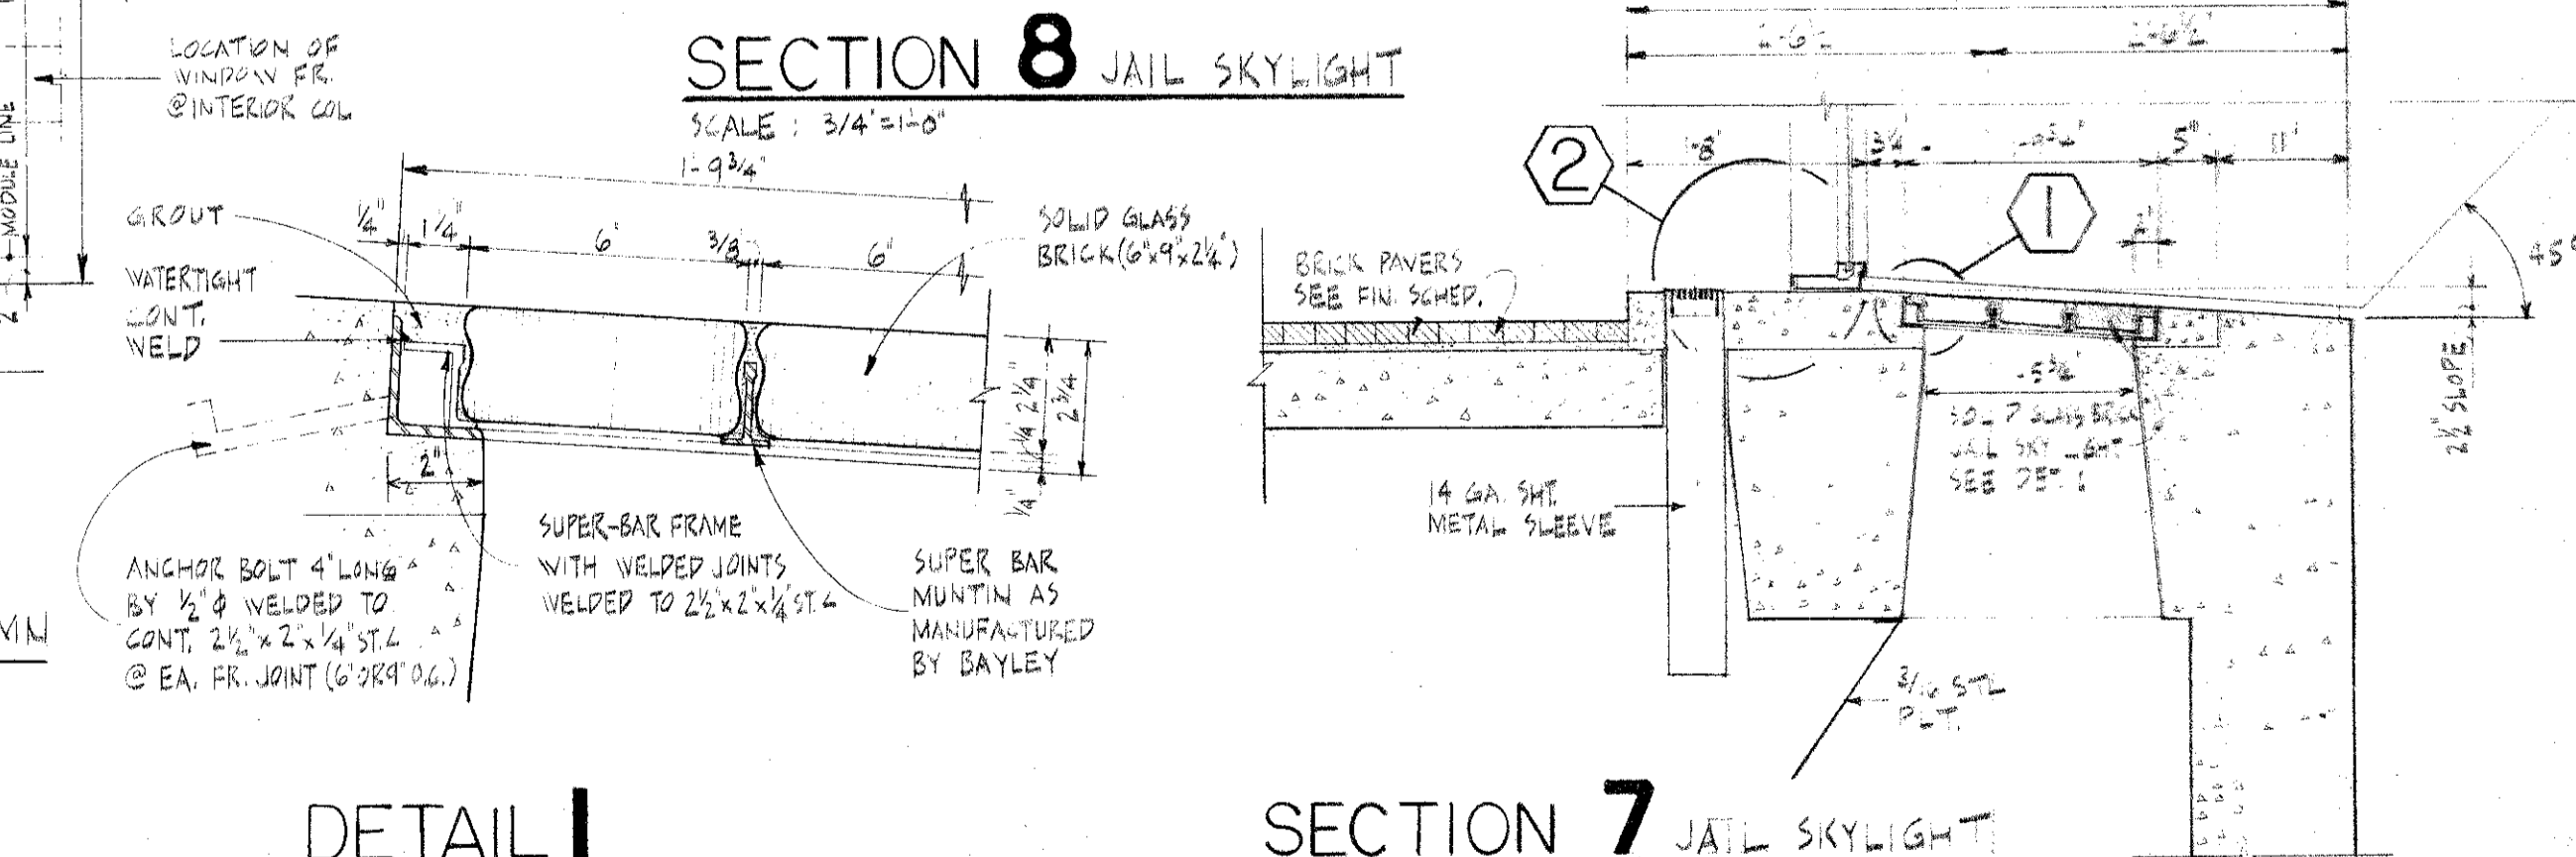 LOCATION OF
WINDOW FR.
@ INTERIOR COL
MODULE LINE
2
SECTION 8 JAIL SKYLIGHT
SCALE : 3/4"=1'-0"
1-9 3/4"
1/4" 1 1/4" 6" 3/8 6"
GROUT
WATERTIGHT
CONT.
WELD
SOLID GLASS
BRICK (6"x9"x2 1/4")
1/4" 2 1/4"
2 3/4"
1/4"
2"
ANCHOR BOLT 4" LONG
BY 1/2" φ WELDED TO
CONT. 2 1/2" x 2" x 1/4" ST. L
@ EA. FR. JOINT (6" OR 9" O.C.)
SUPER-BAR FRAME
WITH WELDED JOINTS
WELDED TO 2 1/2" x 2" x 1/4" ST. L
SUPER BAR
MUNTIN AS
MANUFACTURED
BY BAYLEY
MN
DETAIL 1
2
1
5" 11"
2"
45°
BRICK PAVERS
SEE FIN. SCHED.
2 1/2" SLOPE
JAIL
SEE
14 GA. SHT.
METAL SLEEVE
3/16 STL
PLT.
SECTION 7 JAIL SKYLIGHT